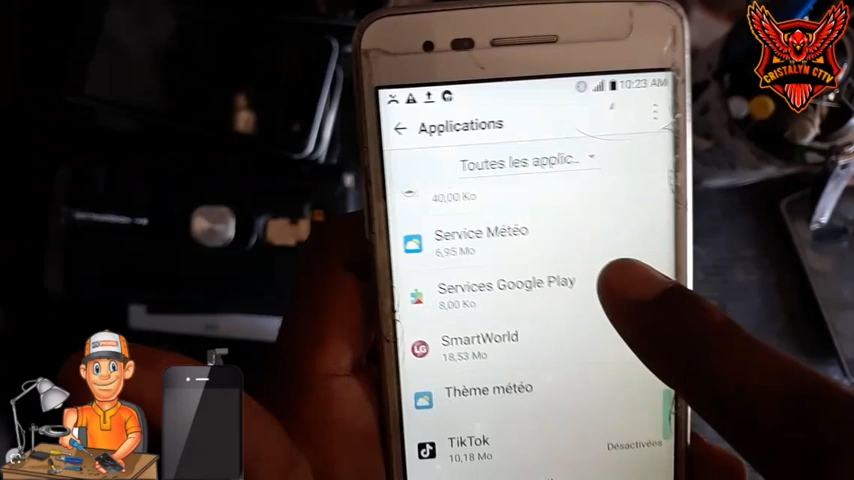 CRISTALYN CTTV
10:23 AM
Applications
Toutes les applic...
40,00 Ko
Service Météo
6,95 Mo
Services Google Play
8,00 Ko
SmartWorld
LG
18,53 Mo
Thème météo
TikTok
Désactivées
10,18 Mo